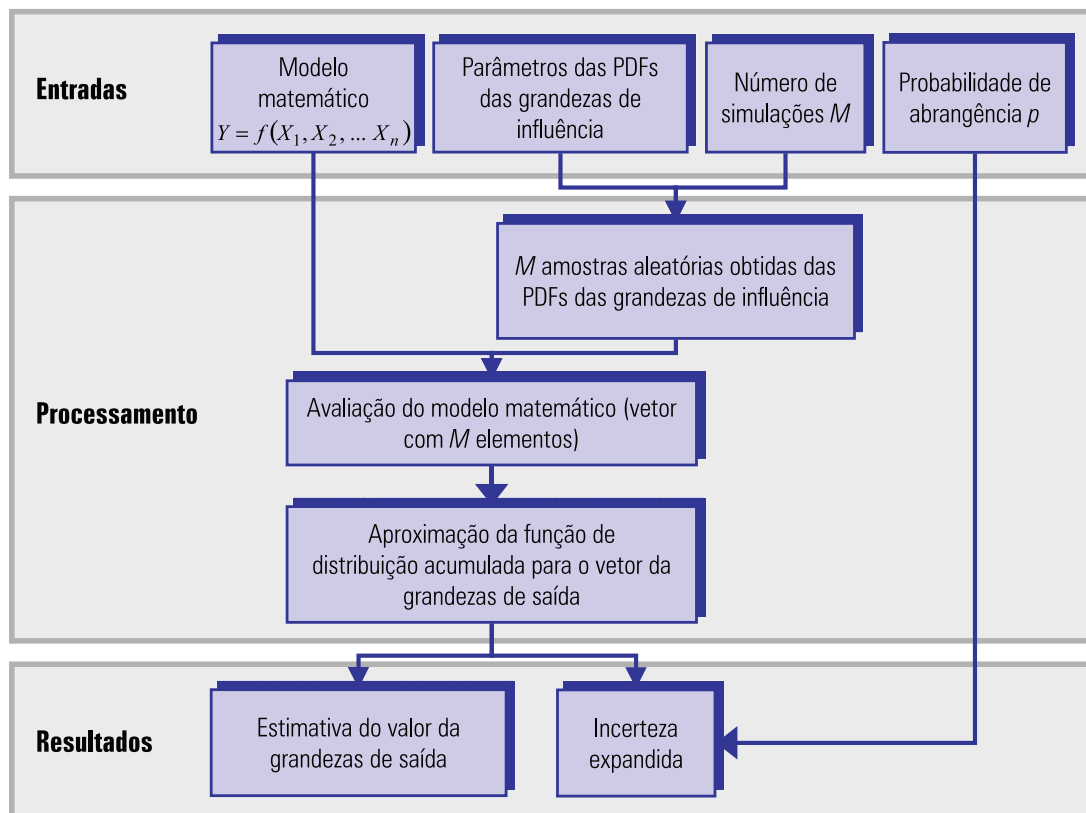 Entradas
Modelo
matemático
Y = f(X₁, X₂, ... Xₙ)
Parâmetros das PDFs
das grandezas de
influência
Número de
simulações M
Probabilidade de
abrangência p
Processamento
M amostras aleatórias obtidas das
PDFs das grandezas de influência
Avaliação do modelo matemático (vetor
com M elementos)
Aproximação da função de
distribuição acumulada para o vetor da
grandezas de saída
Resultados
Estimativa do valor da
grandezas de saída
Incerteza
expandida